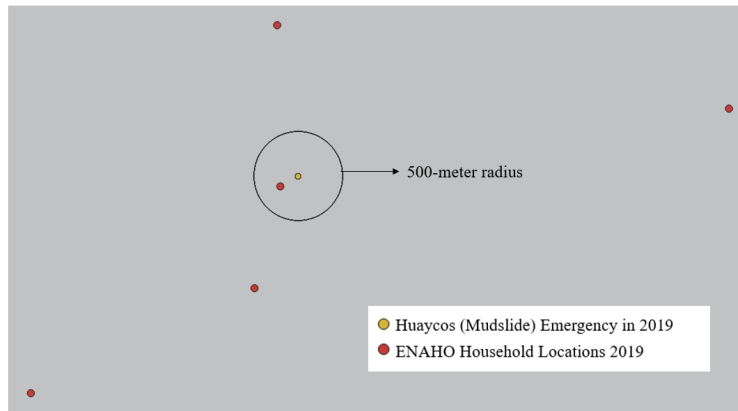 500-meter radius
Huaycos (Mudslide) Emergency in 2019
ENAHO Household Locations 2019